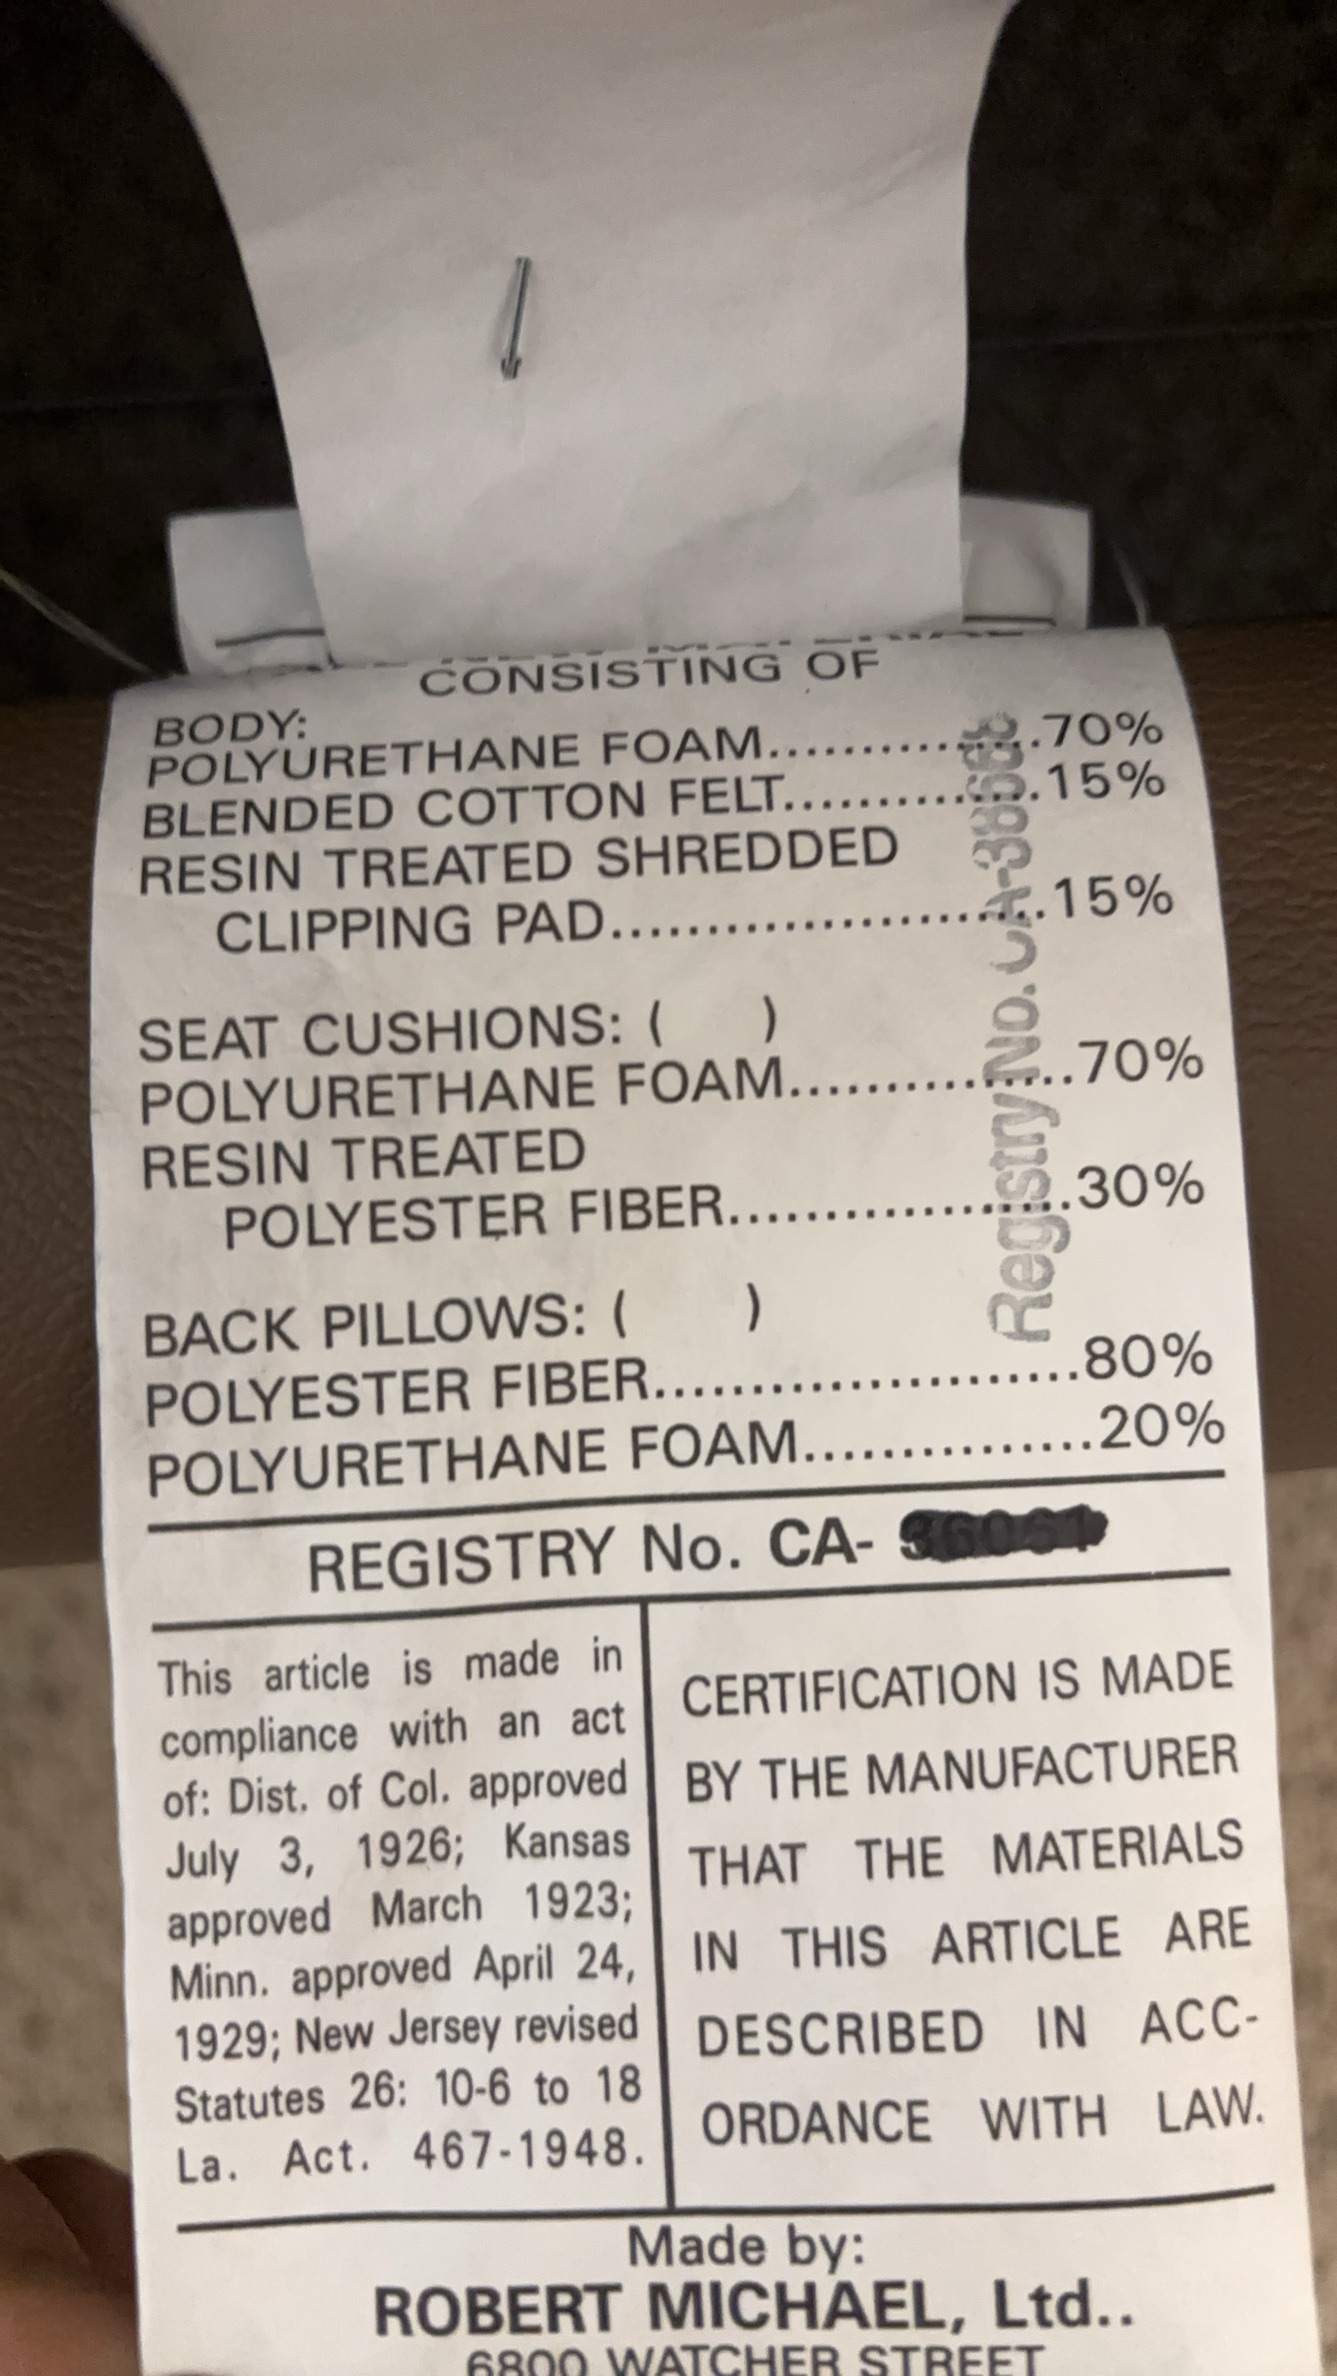 CONSISTING OF
BODY:
POLYURETHANE FOAM..............70%
BLENDED COTTON FELT.............15%
RESIN TREATED SHREDDED
CLIPPING PAD.......................15%
SEAT CUSHIONS: ( )
POLYURETHANE FOAM...............70%
RESIN TREATED
POLYESTER FIBER..................30%
BACK PILLOWS: ( )
POLYESTER FIBER......................80%
POLYURETHANE FOAM...............20%
Registry No. CA-
REGISTRY No. CA- 36061
This article is made in
compliance with an act
of: Dist. of Col. approved
July 3, 1926; Kansas
approved March 1923;
Minn. approved April 24,
1929; New Jersey revised
Statutes 26: 10-6 to 18
La. Act. 467-1948.
CERTIFICATION IS MADE
BY THE MANUFACTURER
THAT THE MATERIALS
IN THIS ARTICLE ARE
DESCRIBED IN ACC-
ORDANCE WITH LAW.
Made by:
ROBERT MICHAEL, Ltd..
6800 WATCHER STREET